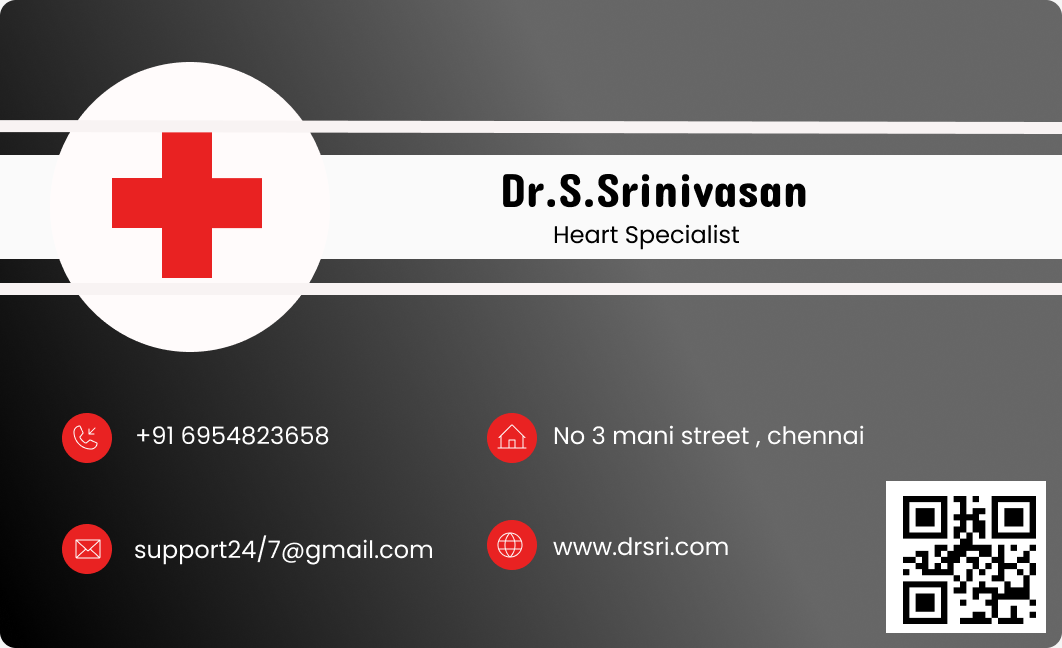 Dr.S.Srinivasan
Heart Specialist
+91 6954823658
No 3 mani street , chennai
support24/7@gmail.com
www.drsri.com